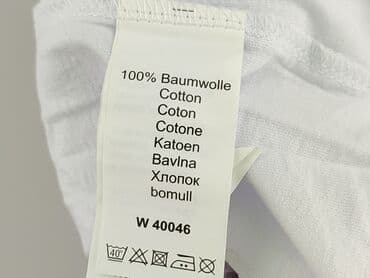 100% Baumwolle
Cotton
Coton
Cotone
Katoen
Bavlna
Хлопок
bomull
W 40046
40°